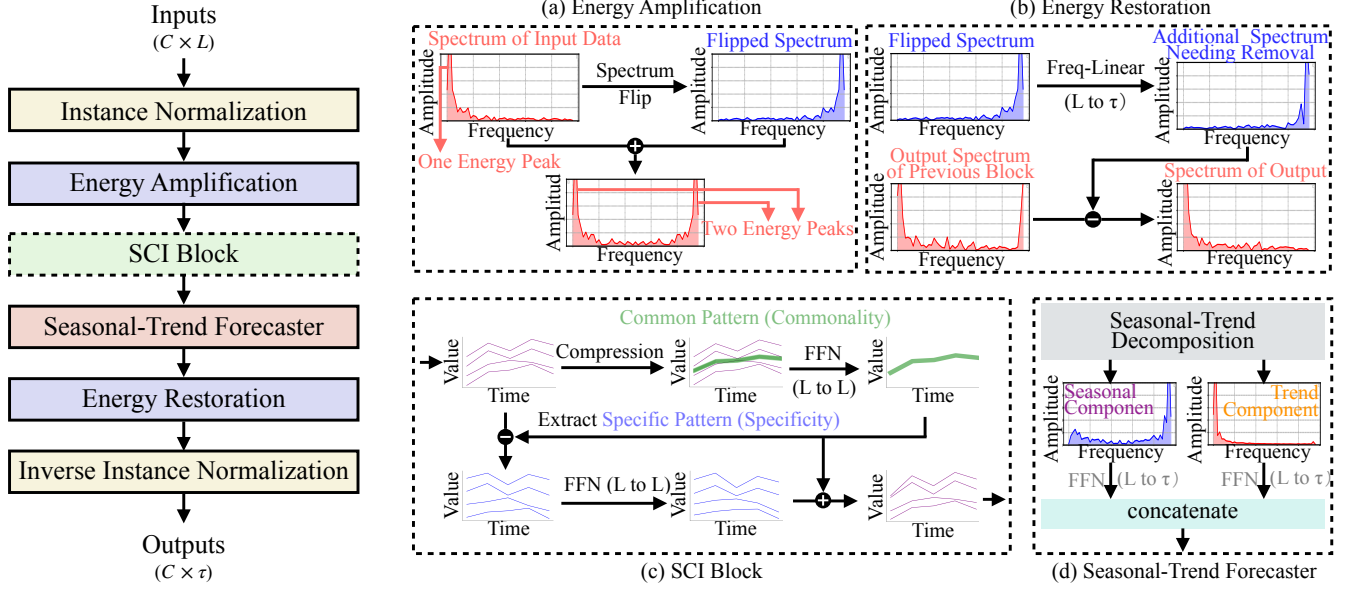 Inputs
(C × L)
Instance Normalization
Energy Amplification
SCI Block
Seasonal-Trend Forecaster
Energy Restoration
Inverse Instance Normalization
Outputs
(C × τ)
(a) Energy Amplification
Spectrum of Input Data
Amplitude
Frequency
Spectrum
Flip
Flipped Spectrum
Amplitude
Frequency
One Energy Peak
Amplitud
Frequency
Two Energy Peaks
(b) Energy Restoration
Flipped Spectrum
Amplitude
Frequency
Freq-Linear
(L to τ)
Additional Spectrum
Needing Removal
Amplitude
Frequency
Output Spectrum
of Previous Block
Amplitude
Frequency
Spectrum of Output
Amplitude
Frequency
Common Pattern (Commonality)
Value
Time
Compression
Value
Time
FFN
(L to L)
Value
Time
Extract Specific Pattern (Specificity)
Value
Time
FFN (L to L)
Value
Time
Value
Time
(c) SCI Block
Seasonal-Trend
Decomposition
Seasonal
Componen
Amplitude
Frequency
Trend
Component
Amplitude
Frequency
FFN (L to τ)
FFN (L to τ)
concatenate
(d) Seasonal-Trend Forecaster